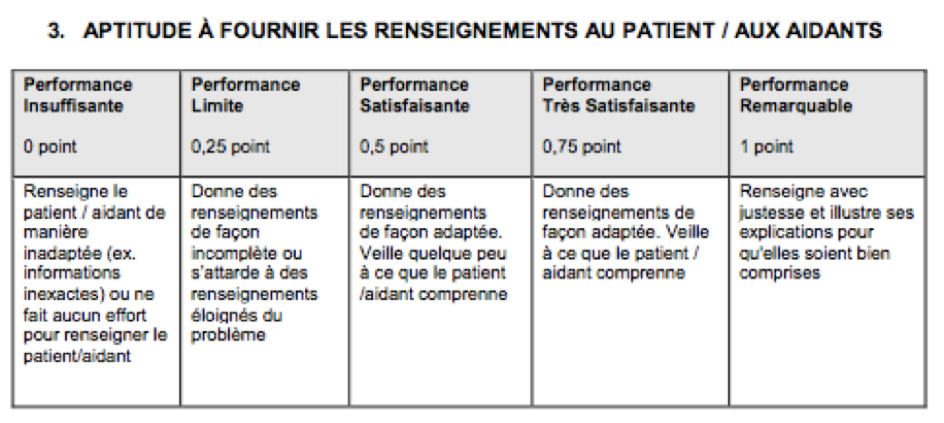 3. APTITUDE À FOURNIR LES RENSEIGNEMENTS AU PATIENT / AUX AIDANTS
Performance
Insuffisante
0 point
Performance
Limite
0,25 point
Performance
Satisfaisante
0,5 point
Performance
Très Satisfaisante
0,75 point
Performance
Remarquable
1 point
Renseigne le
patient / aidant de
manière
inadaptée (ex.
informations
inexactes) ou ne
fait aucun effort
pour renseigner le
patient/aidant
Donne des
renseignements
de façon
incomplète ou
s'attarde à des
renseignements
éloignés du
problème
Donne des
renseignements
de façon adaptée.
Veille quelque peu
à ce que le patient
/aidant comprenne
Donne des
renseignements de
façon adaptée. Veille
à ce que le patient /
aidant comprenne
Renseigne avec
justesse et illustre ses
explications pour
qu'elles soient bien
comprises